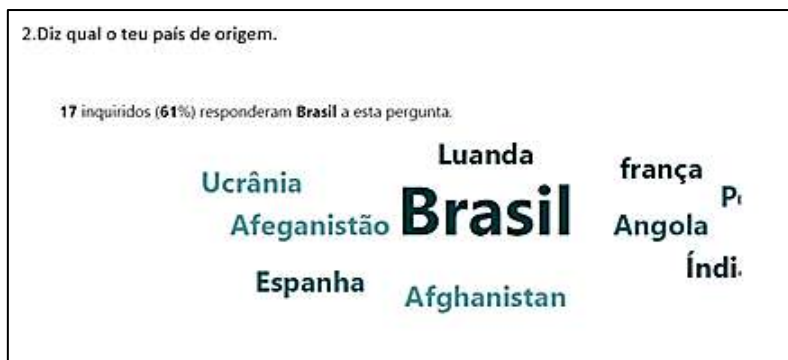 2.Diz qual o teu país de origem.
17 inquiridos (61%) responderam Brasil a esta pergunta.
Luanda
frança
Ucrânia
Brasil
Afeganistão
Angola
Espanha
Afghanistan